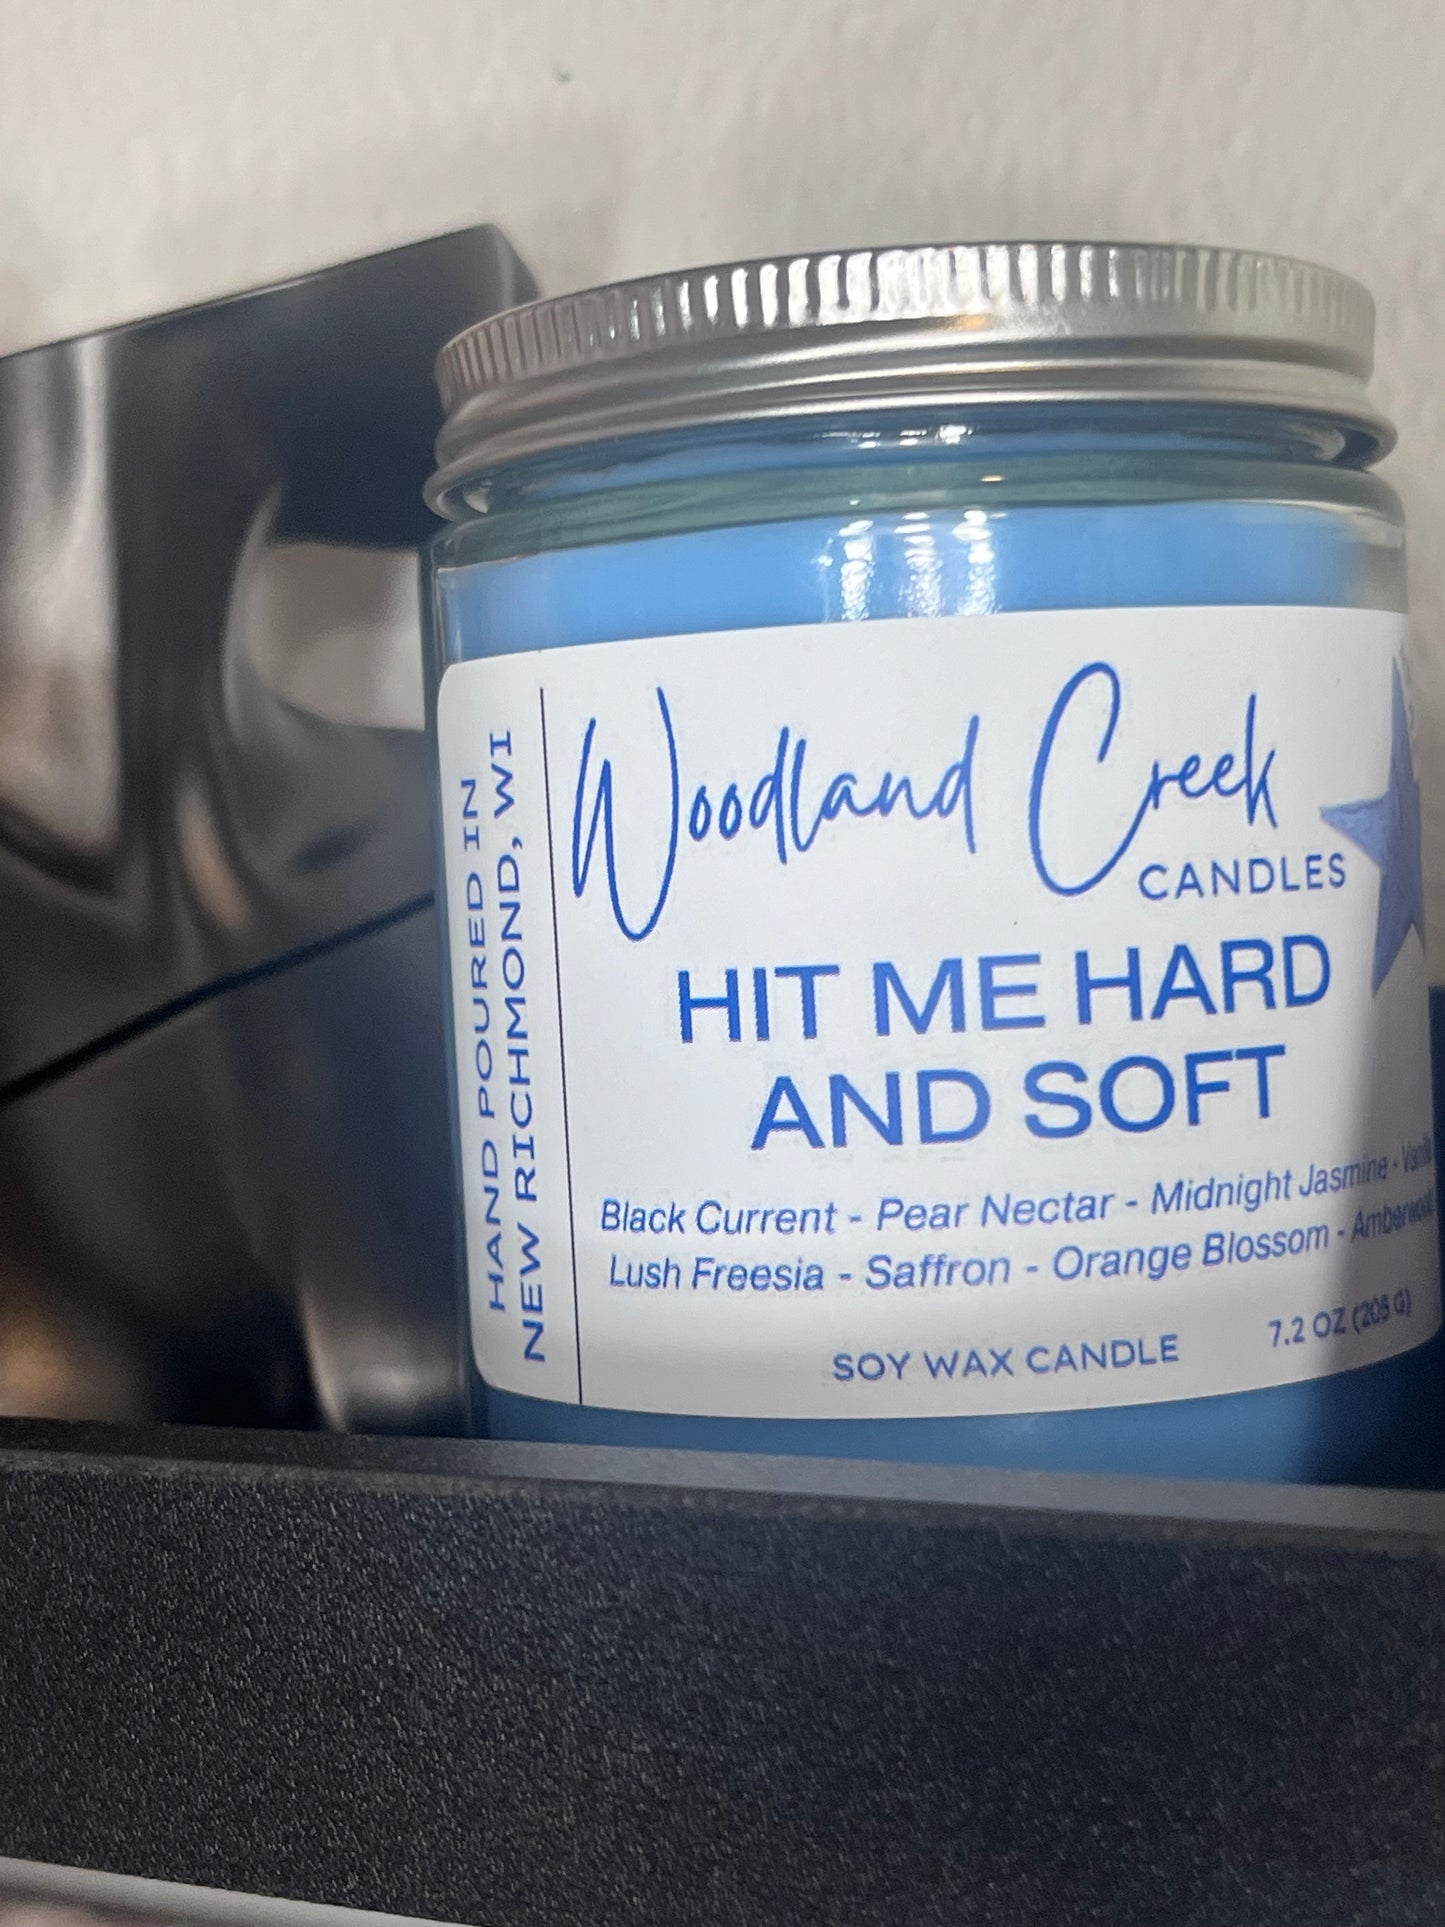 HAND POURED IN
NEW RICHMOND, WI
Woodland Creek
CANDLES
HIT ME HARD
AND SOFT
Black Current - Pear Nectar - Midnight Jasmine -
Lush Freesia - Saffron - Orange Blossom -
SOY WAX CANDLE
7.2 OZ (205 G)